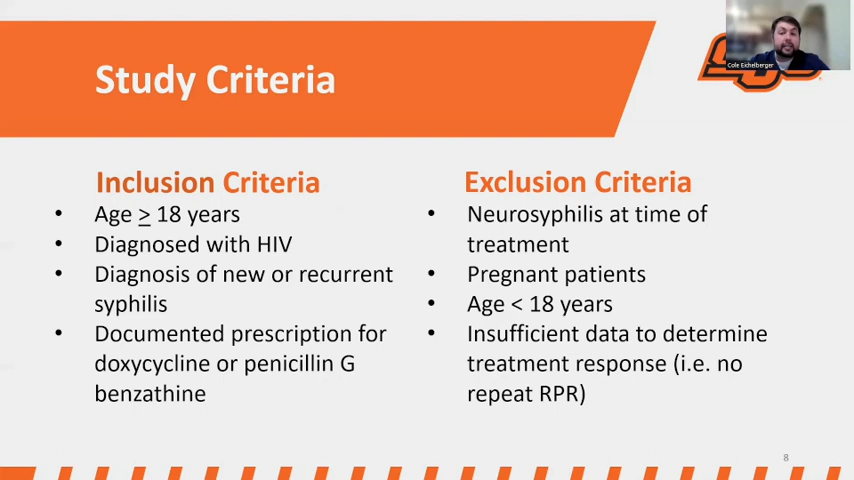 Study Criteria
Cole Eichelberger
Inclusion Criteria
• Age ≥ 18 years
• Diagnosed with HIV
• Diagnosis of new or recurrent
syphilis
• Documented prescription for
doxycycline or penicillin G
benzathine
Exclusion Criteria
• Neurosyphilis at time of
treatment
• Pregnant patients
• Age < 18 years
• Insufficient data to determine
treatment response (i.e. no
repeat RPR)
8